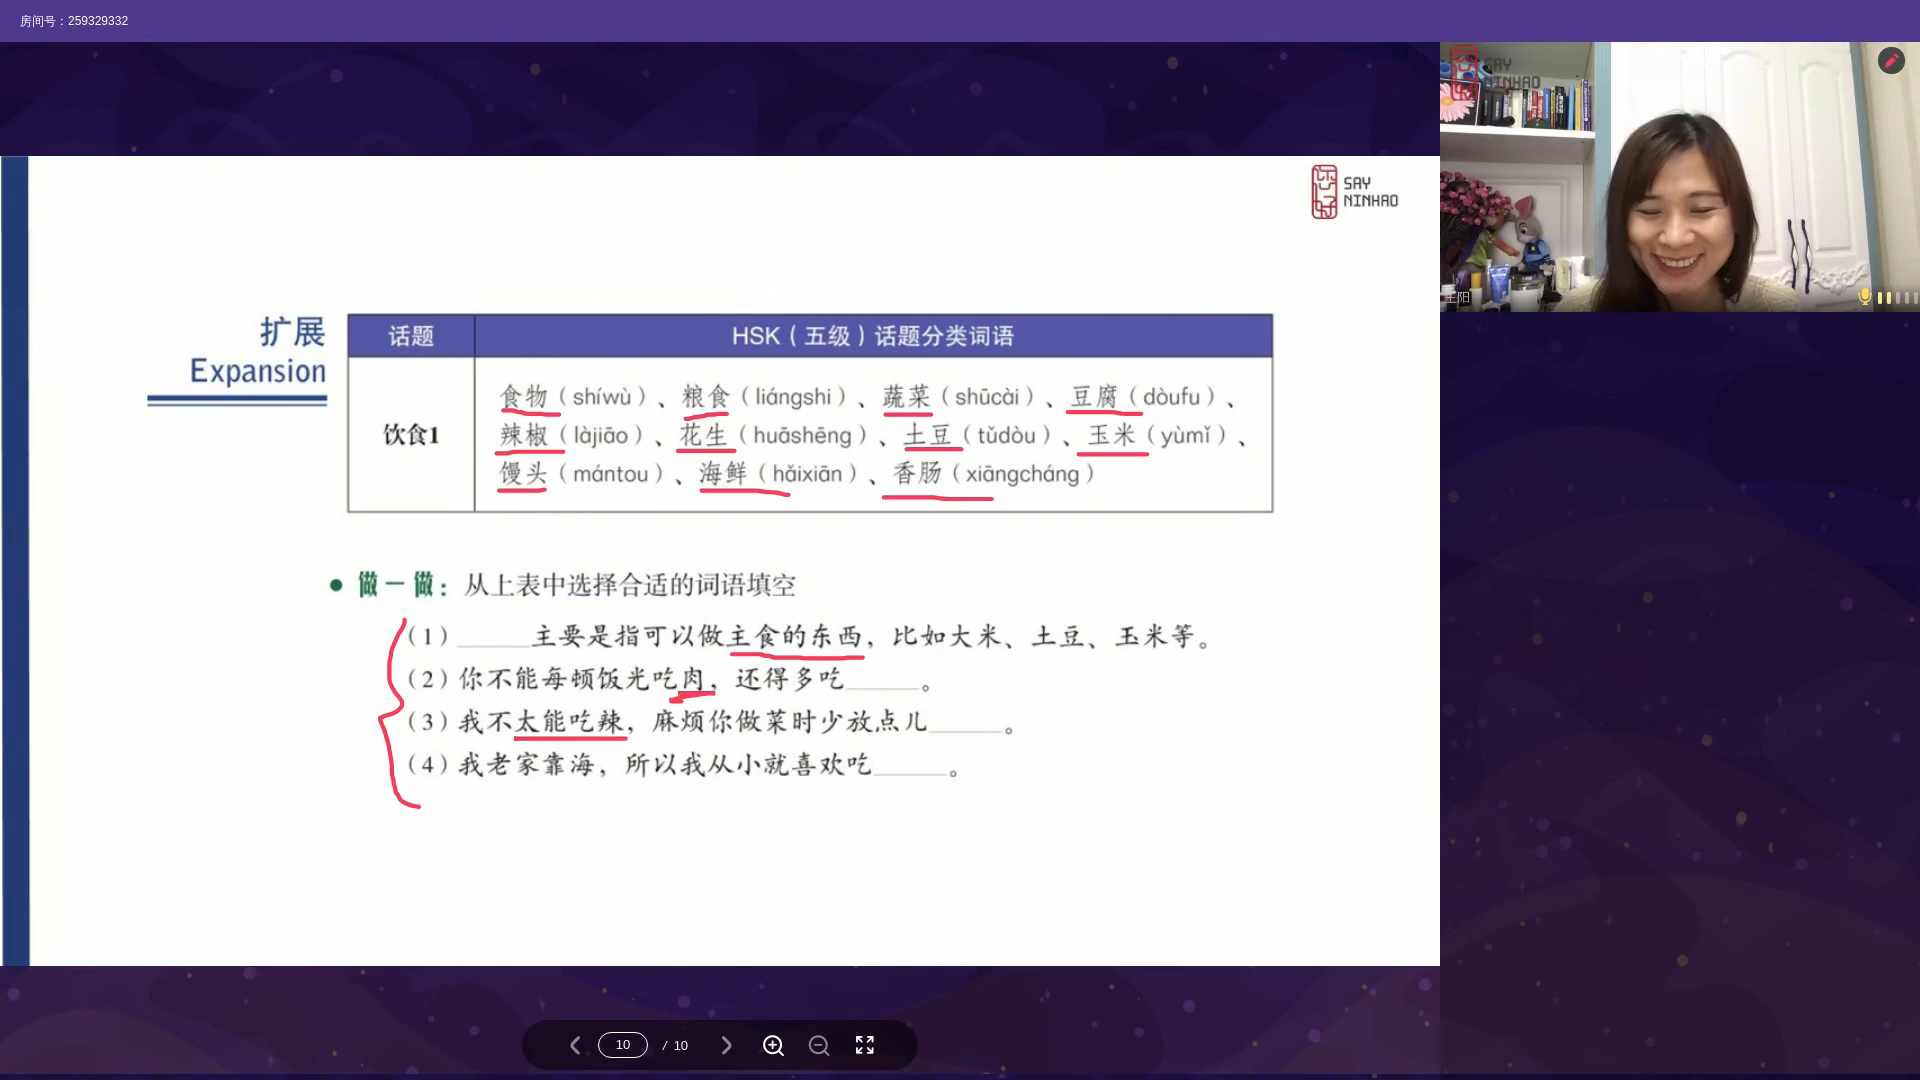 房间号：259329332
SAY
NINHAO
王阳
SAY
NINHAO
扩展
Expansion
话题
HSK（五级）话题分类词语
饮食1
食物（shíwù）、粮食（liángshi）、蔬菜（shūcài）、豆腐（dòufu）、
辣椒（làjiāo）、花生（huāshēng）、土豆（tǔdòu）、玉米（yùmǐ）、
馒头（mántou）、海鲜（hǎixiān）、香肠（xiāngcháng）
● 做一做：从上表中选择合适的词语填空
（1）______主要是指可以做主食的东西，比如大米、土豆、玉米等。
（2）你不能每顿饭光吃肉，还得多吃______。
（3）我不太能吃辣，麻烦你做菜时少放点儿______。
（4）我老家靠海，所以我从小就喜欢吃______。
10 / 10